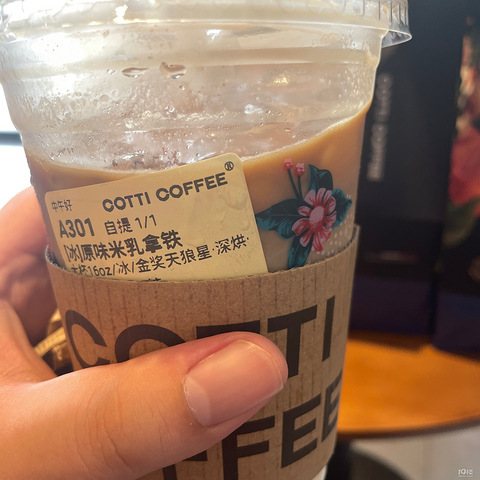 中午好
COTTI COFFEE®
A301 自提 1/1
[冰]原味米乳拿铁
大杯16oz/冰/金奖天狼星·深烘·
COTTI
COFFEE